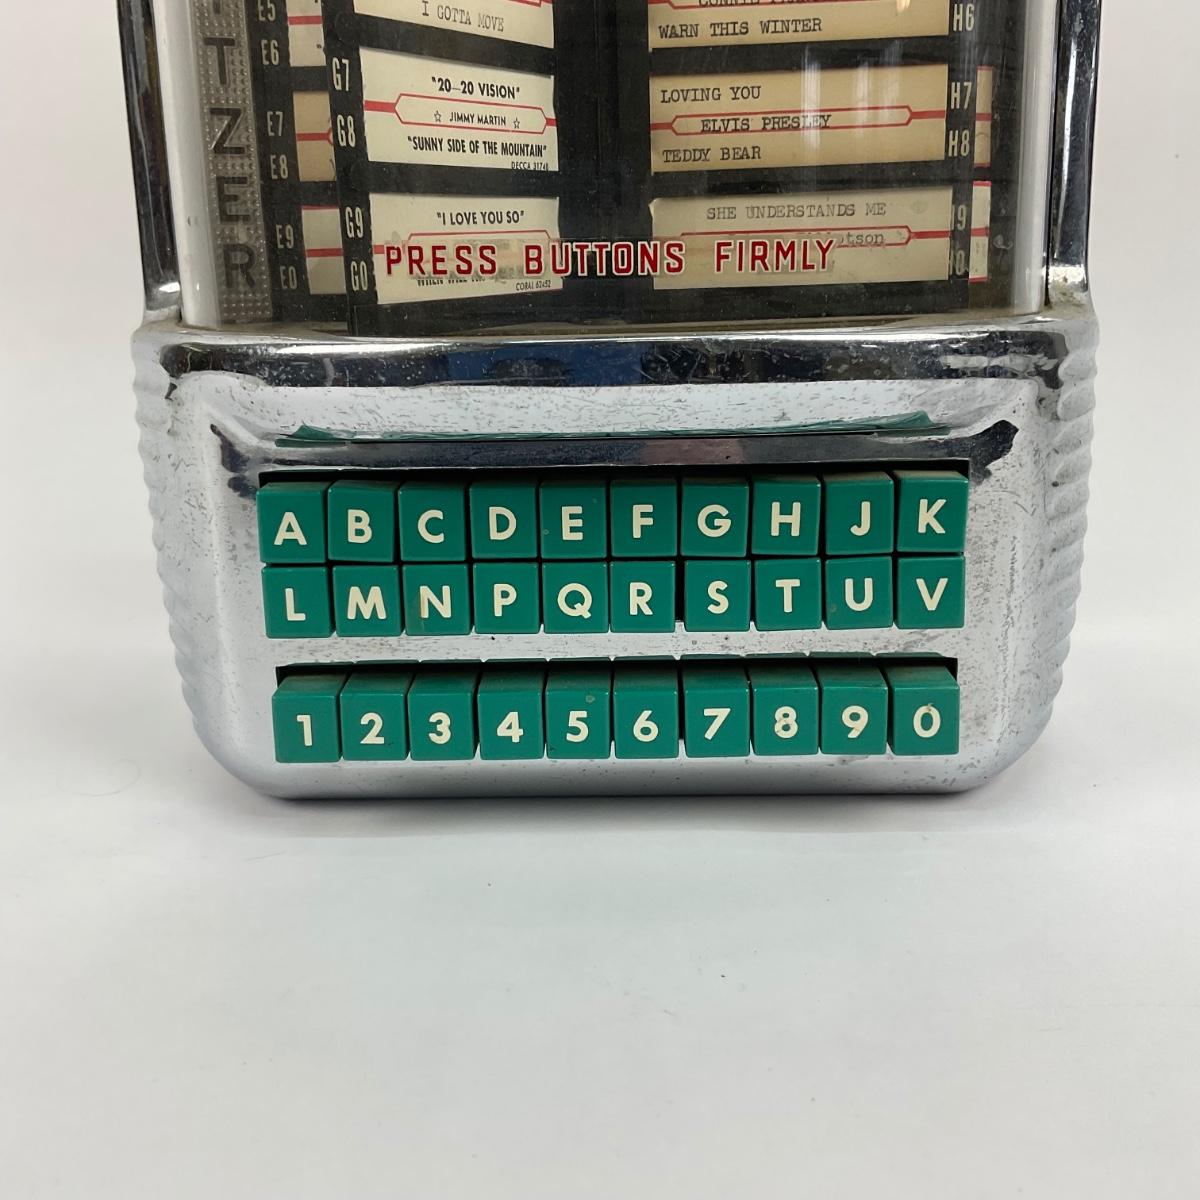 T
Z
E
R
E5
E6
E7
E8
E9
E0
I GOTTA MOVE
G7
"20-20 VISION"
☆ JIMMY MARTIN ☆
G8
"SUNNY SIDE OF THE MOUNTAIN"
DECCA 31748
G9
"I LOVE YOU SO"
G0
CORAL 62452
WARN THIS WINTER
H6
LOVING YOU
H7
ELVIS PRESLEY
TEDDY BEAR
H8
SHE UNDERSTANDS ME
PRESS BUTTONS FIRMLY
A B C D E F G H J K
L M N P Q R S T U V
1 2 3 4 5 6 7 8 9 0